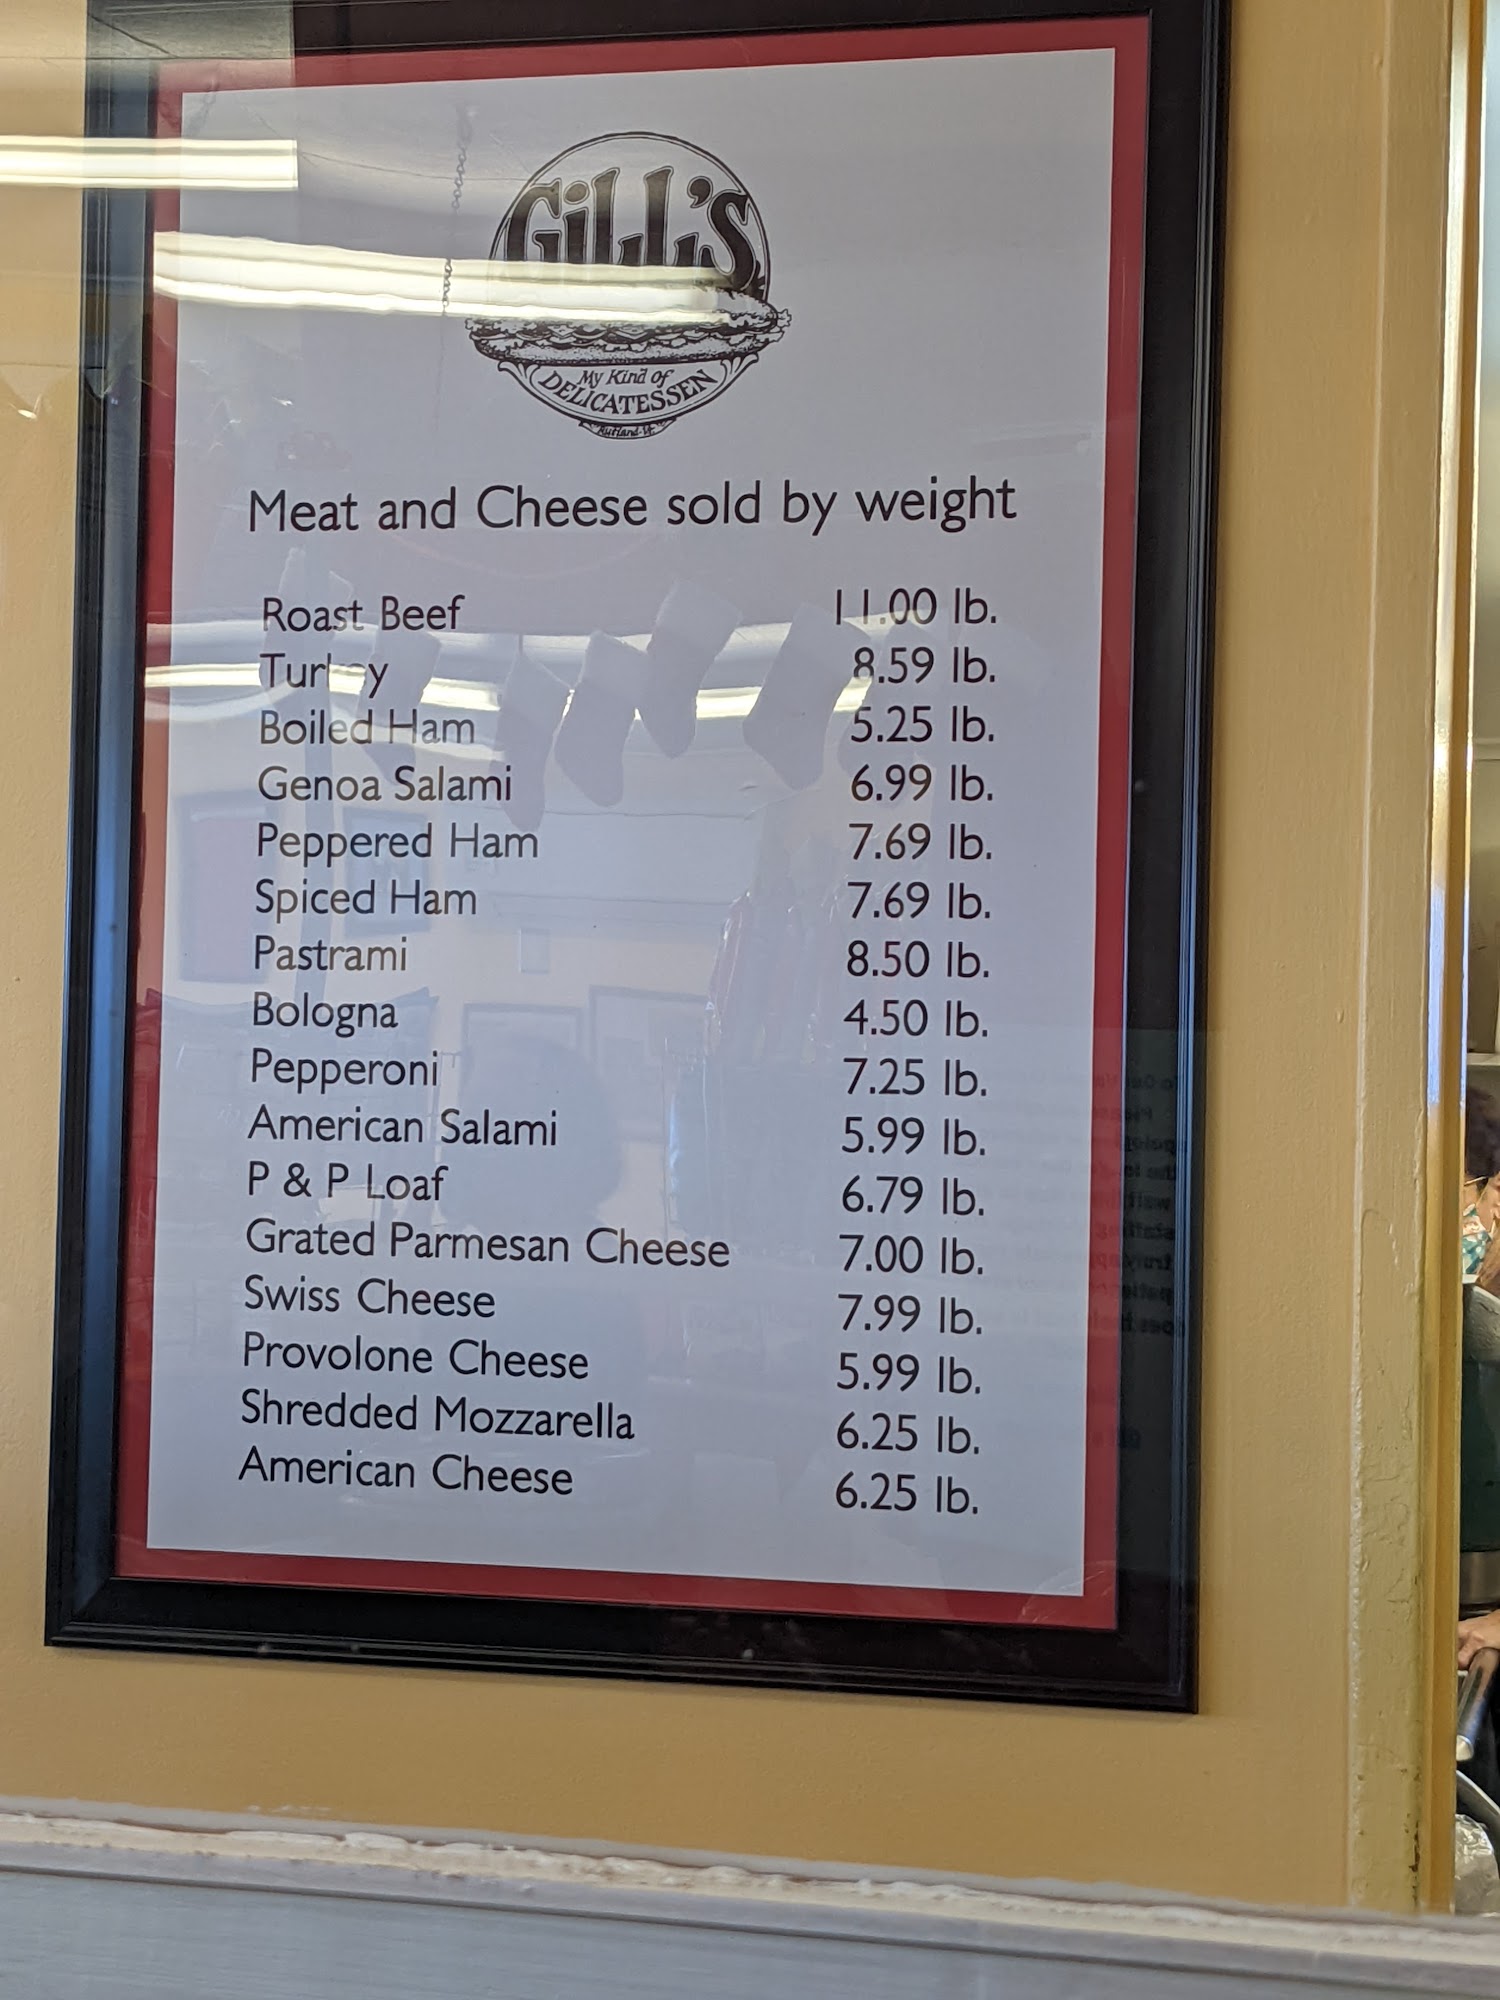 Gill's
My Kind of
DELICATESSEN
Rutland-Vt.
Meat and Cheese sold by weight
Roast Beef 11.00 lb.
Turkey 8.59 lb.
Boiled Ham 5.25 lb.
Genoa Salami 6.99 lb.
Peppered Ham 7.69 lb.
Spiced Ham 7.69 lb.
Pastrami 8.50 lb.
Bologna 4.50 lb.
Pepperoni 7.25 lb.
American Salami 5.99 lb.
P & P Loaf 6.79 lb.
Grated Parmesan Cheese 7.00 lb.
Swiss Cheese 7.99 lb.
Provolone Cheese 5.99 lb.
Shredded Mozzarella 6.25 lb.
American Cheese 6.25 lb.